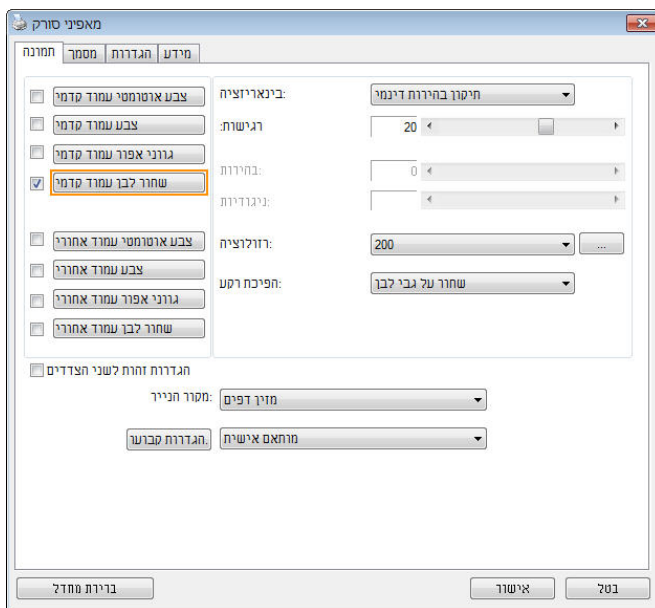 מאפיני סורק
תמונה מסמך הגדרות מידע
צבע אוטומטי עמוד קדמי
צבע עמוד קדמי
גווני אפור עמוד קדמי
שחור לבן עמוד קדמי
צבע אוטומטי עמוד אחורי
צבע עמוד אחורי
גווני אפור עמוד אחורי
שחור לבן עמוד אחורי
בינאריזציה: תיקון בהירות דינמי
רגישות: 20
בהירות: 0
ניגודיות:
רזולוציה: 200 ...
הפיכת רקע: שחור על גבי לבן
הגדרות זהות לשני הצדדים
מקור הנייר: מזין דפים
הגדרות קבועו. מותאם אישית
ברירת מחדל אישור בטל